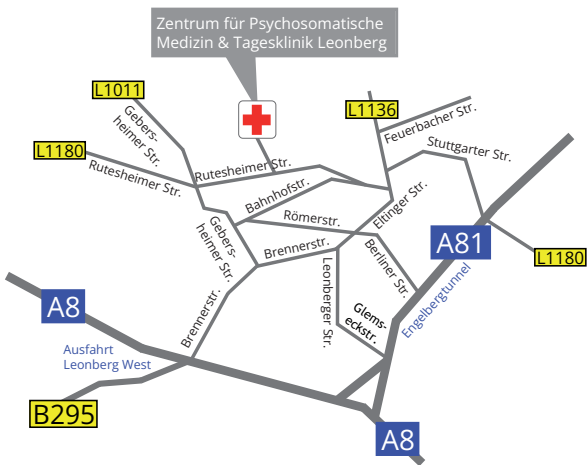 Zentrum für Psychosomatische
Medizin & Tagesklinik Leonberg
L1011
L1136
Gebers-
heimer Str.
Feuerbacher Str.
L1180
Stuttgarter Str.
Rutesheimer Str.
Rutesheimer Str.
Bahnhofstr.
Eltinger Str.
Römerstr.
Gebers-
heimer Str.
Brennerstr.
Berliner Str.
A81
L1180
Leonberger Str.
Engelbergtunnel
A8
Brennerstr.
Glems-
eckstr.
Ausfahrt
Leonberg West
B295
A8